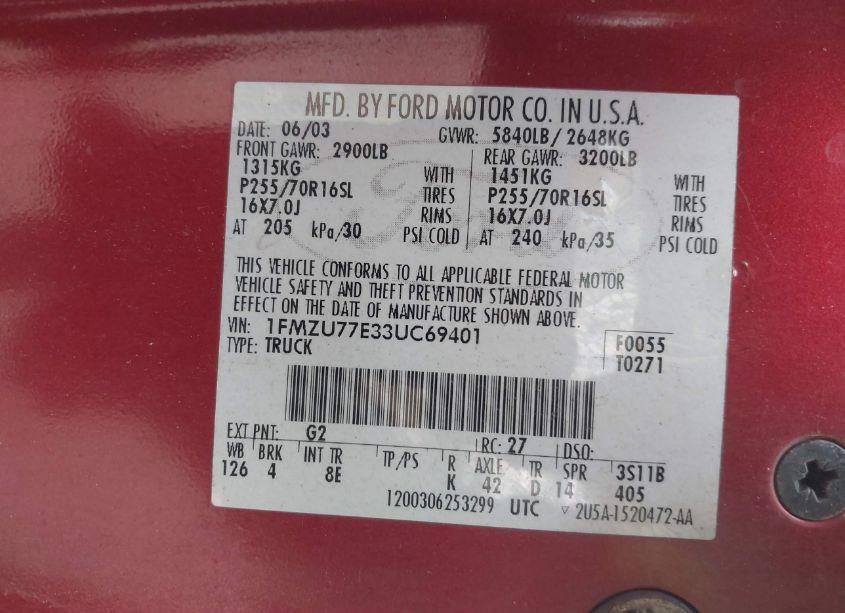 MFD. BY FORD MOTOR CO. IN U.S.A.
DATE: 06/03 GVWR: 5840LB/ 2648KG
FRONT GAWR: 2900LB REAR GAWR: 3200LB
1315KG WITH 1451KG WITH
P255/70R16SL TIRES P255/70R16SL TIRES
16X7.0J RIMS 16X7.0J RIMS
AT 205 kPa/30 PSI COLD AT 240 kPa/35 PSI COLD
THIS VEHICLE CONFORMS TO ALL APPLICABLE FEDERAL MOTOR
VEHICLE SAFETY AND THEFT PREVENTION STANDARDS IN
EFFECT ON THE DATE OF MANUFACTURE SHOWN ABOVE.
VIN: 1FMZU77E33UC69401 F0055
TYPE: TRUCK T0271
EXT PNT: G2 RC: 27 DSO:
WB BRK INT TR TP/PS R AXLE TR SPR 3S11B
126 4 8E K 42 D 14 405
1200306253299 UTC ▽ 2U5A-1520472-AA
Ford